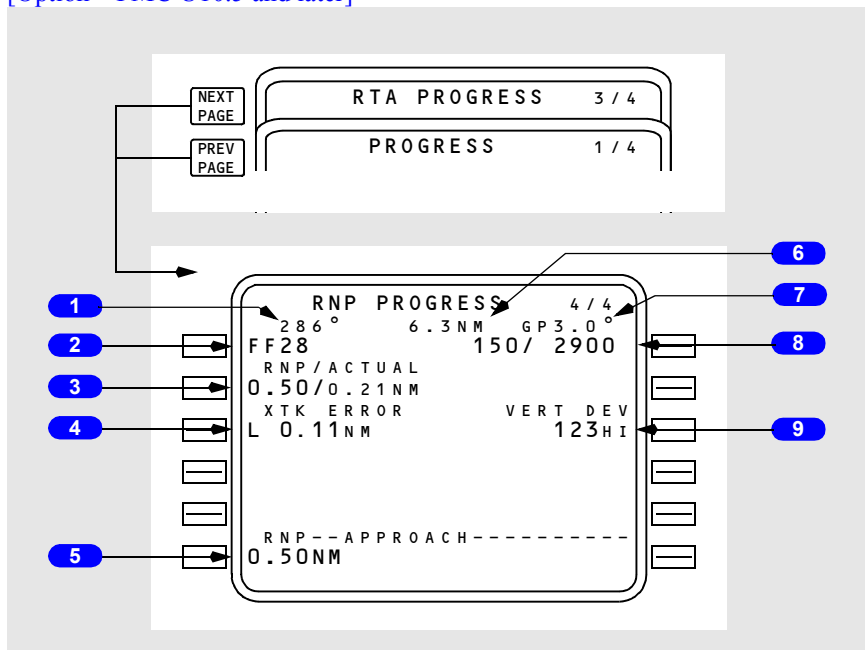 [Option - FMC U10.5 and later]
NEXT PAGE
RTA PROGRESS 3/4
PREV PAGE
PROGRESS 1/4
6
RNP PROGRESS 4/4
7
1
286° 6.3NM GP3.0°
2
FF28 150/ 2900
8
RNP/ACTUAL
3
0.50/0.21NM
XTK ERROR VERT DEV
4
L 0.11NM 123HI
9
RNP--APPROACH----------
5
0.50NM